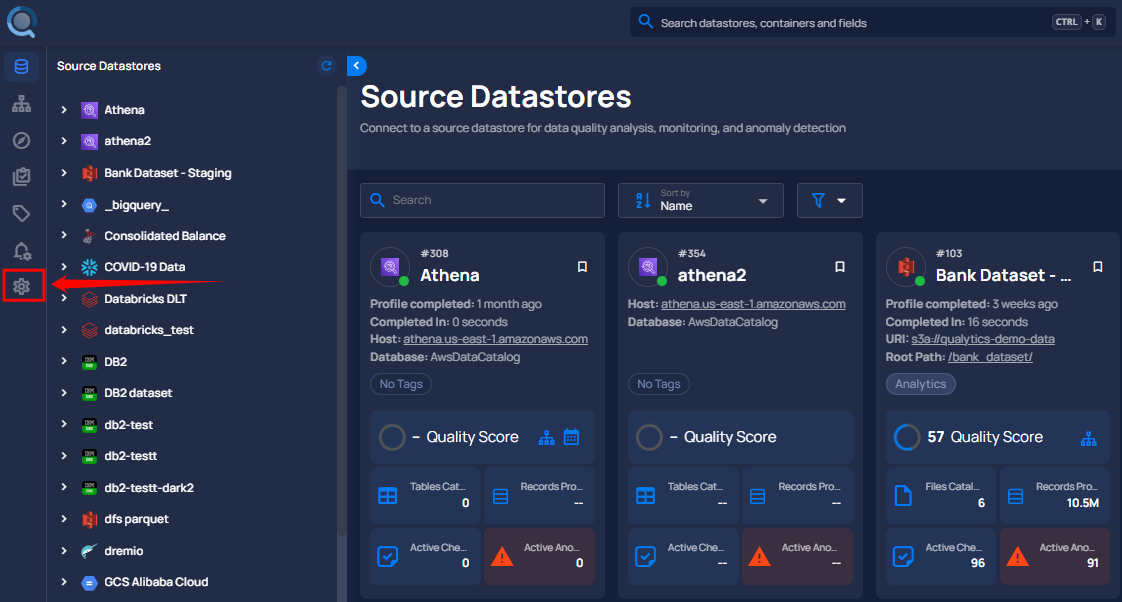 Search datastores, containers and fields
CTRL + K
Source Datastores
Athena
athena2
Bank Dataset - Staging
_bigquery_
Consolidated Balance
COVID-19 Data
Databricks DLT
databricks_test
DB2
DB2 dataset
db2-test
db2-testt
db2-testt-dark2
dfs parquet
dremio
GCS Alibaba Cloud
Source Datastores
Connect to a source datastore for data quality analysis, monitoring, and anomaly detection
Search
Sort by
Name
#308
Athena
Profile completed: 1 month ago
Completed In: 0 seconds
Host: athena.us-east-1.amazonaws.com
Database: AwsDataCatalog
No Tags
– Quality Score
Tables Cat...
0
Records Pro...
--
Active Che...
0
Active Ano...
0
#354
athena2
Host: athena.us-east-1.amazonaws.com
Database: AwsDataCatalog
No Tags
– Quality Score
Tables Cat...
--
Records Pro...
--
Active Che...
--
Active Ano...
--
#103
Bank Dataset - ...
Profile completed: 3 weeks ago
Completed In: 16 seconds
URI: s3a://qualytics-demo-data
Root Path: /bank_dataset/
Analytics
57 Quality Score
Files Catal...
6
Records Pro...
10.5M
Active Che...
96
Active Ano...
91